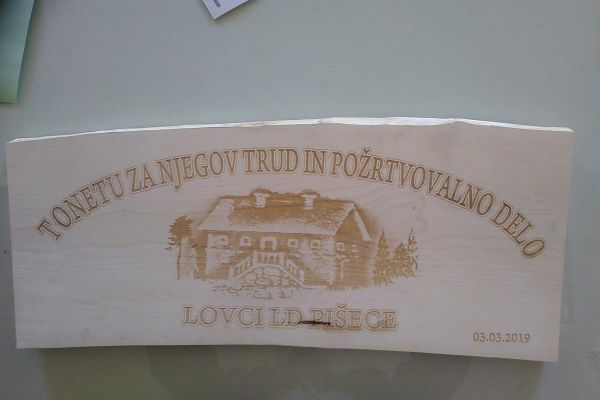 TONETU ZA NJEGOV TRUD IN POŽRTVOVALNO DELO
LOVCI LD PIŠECE
03.03.2019